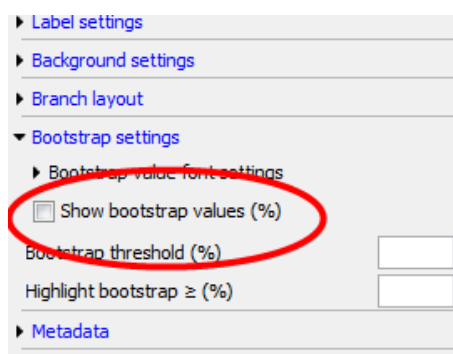 Label settings
Background settings
Branch layout
Bootstrap settings
Bootstrap value font settings
Show bootstrap values (%)
Bootstrap threshold (%)
Highlight bootstrap ≥ (%)
Metadata